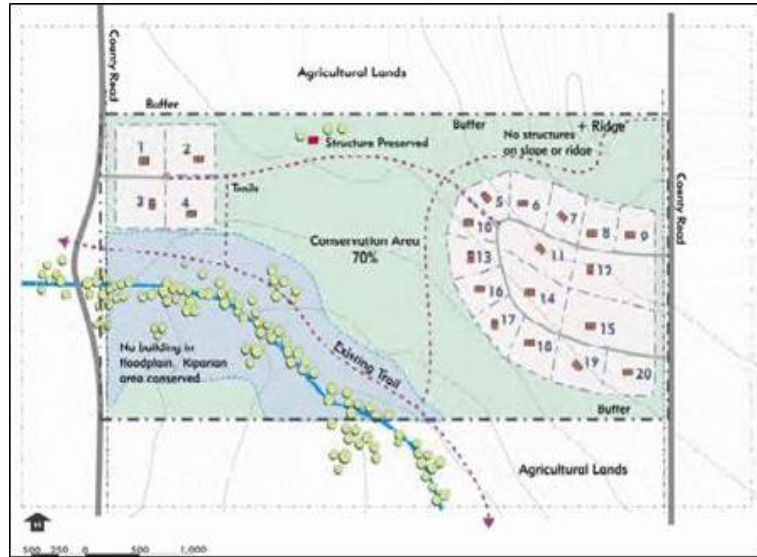 County Road
Agricultural Lands
Buffer
Buffer
+ Ridge
No structures
on slope or ridge
Structure Preserved
1
2
Trails
3
4
5
6
7
8
9
10
11
12
13
14
15
16
17
18
19
20
County Road
Conservation Area
70%
No building in
floodplain. Riparian
area conserved
Existing Trail
Buffer
Agricultural Lands
N
500 250 0 500 1,000